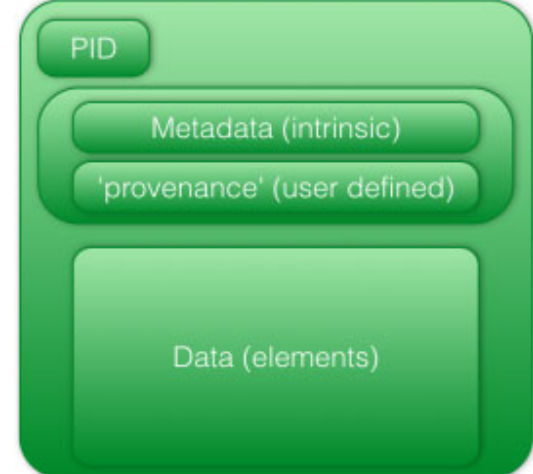 PID
Metadata (intrinsic)
'provenance' (user defined)
Data (elements)